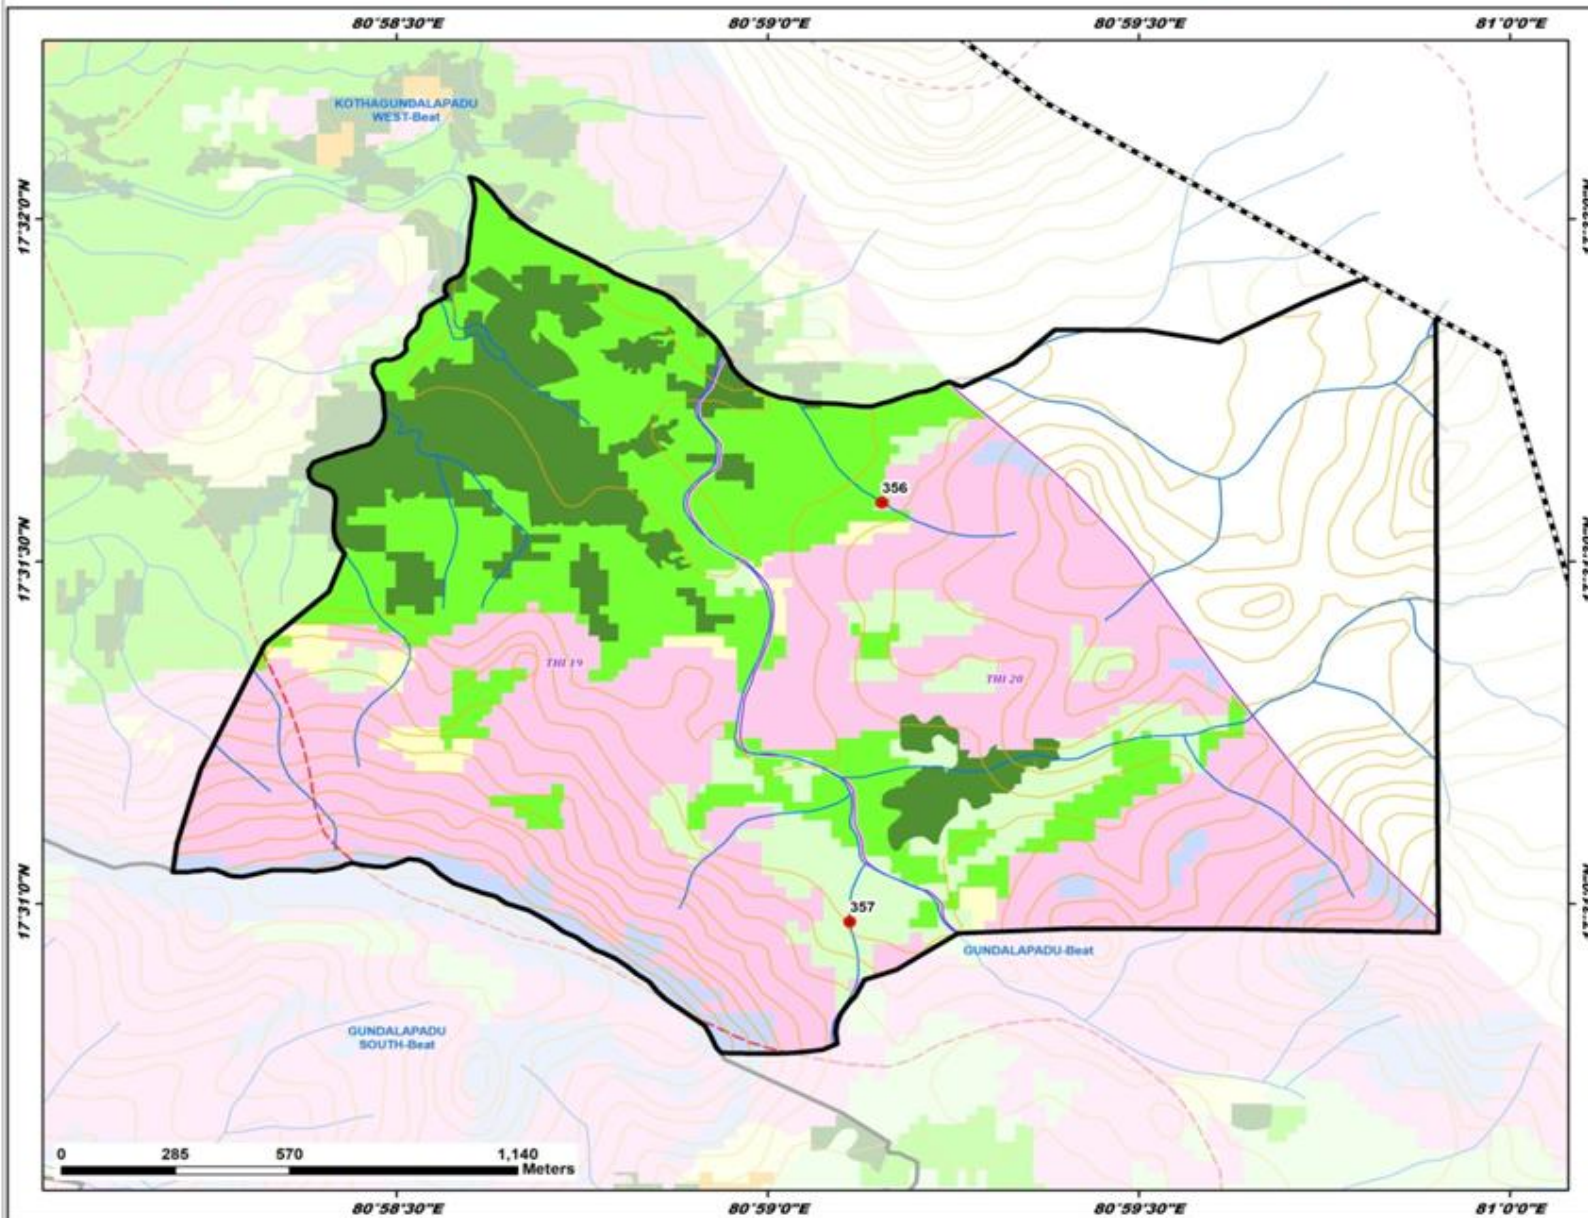 80°58'30"E 80°59'0"E 80°59'30"E 81°0'0"E
KOTHAGUNDALAPADU
WEST-Beat
17°32'0"N
356
17°31'30"N
THI 19
THI 20
357
17°31'0"N
GUNDALAPADU-Beat
GUNDALAPADU
SOUTH-Beat
0 285 570 1,140
Meters
80°58'30"E 80°59'0"E 80°59'30"E 81°0'0"E